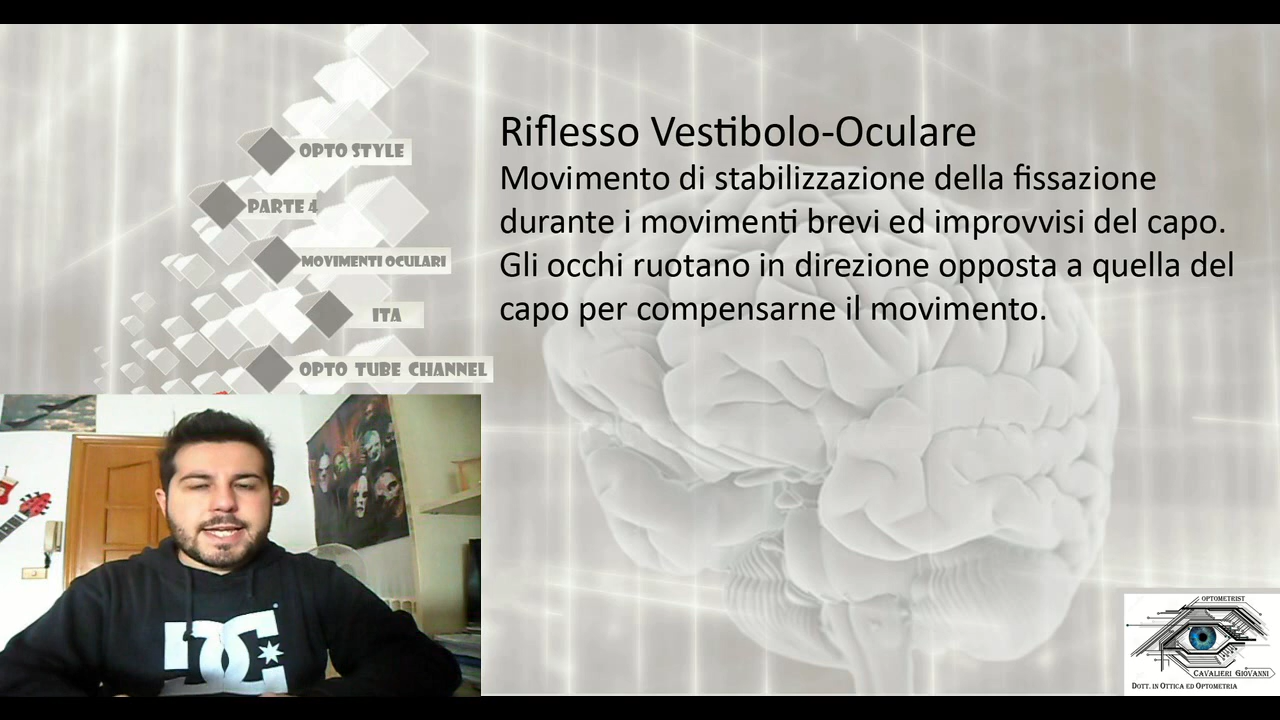 Riflesso Vestibolo-Oculare
Movimento di stabilizzazione della fissazione
durante i movimenti brevi ed improvvisi del capo.
Gli occhi ruotano in direzione opposta a quella del
capo per compensarne il movimento.
OPTO STYLE
PARTE 4
MOVIMENTI OCULARI
ITA
OPTO TUBE CHANNEL
DC
OPTOMETRIST
CAVALIERI GIOVANNI
DOTT. IN OTTICA ED OPTOMETRIA